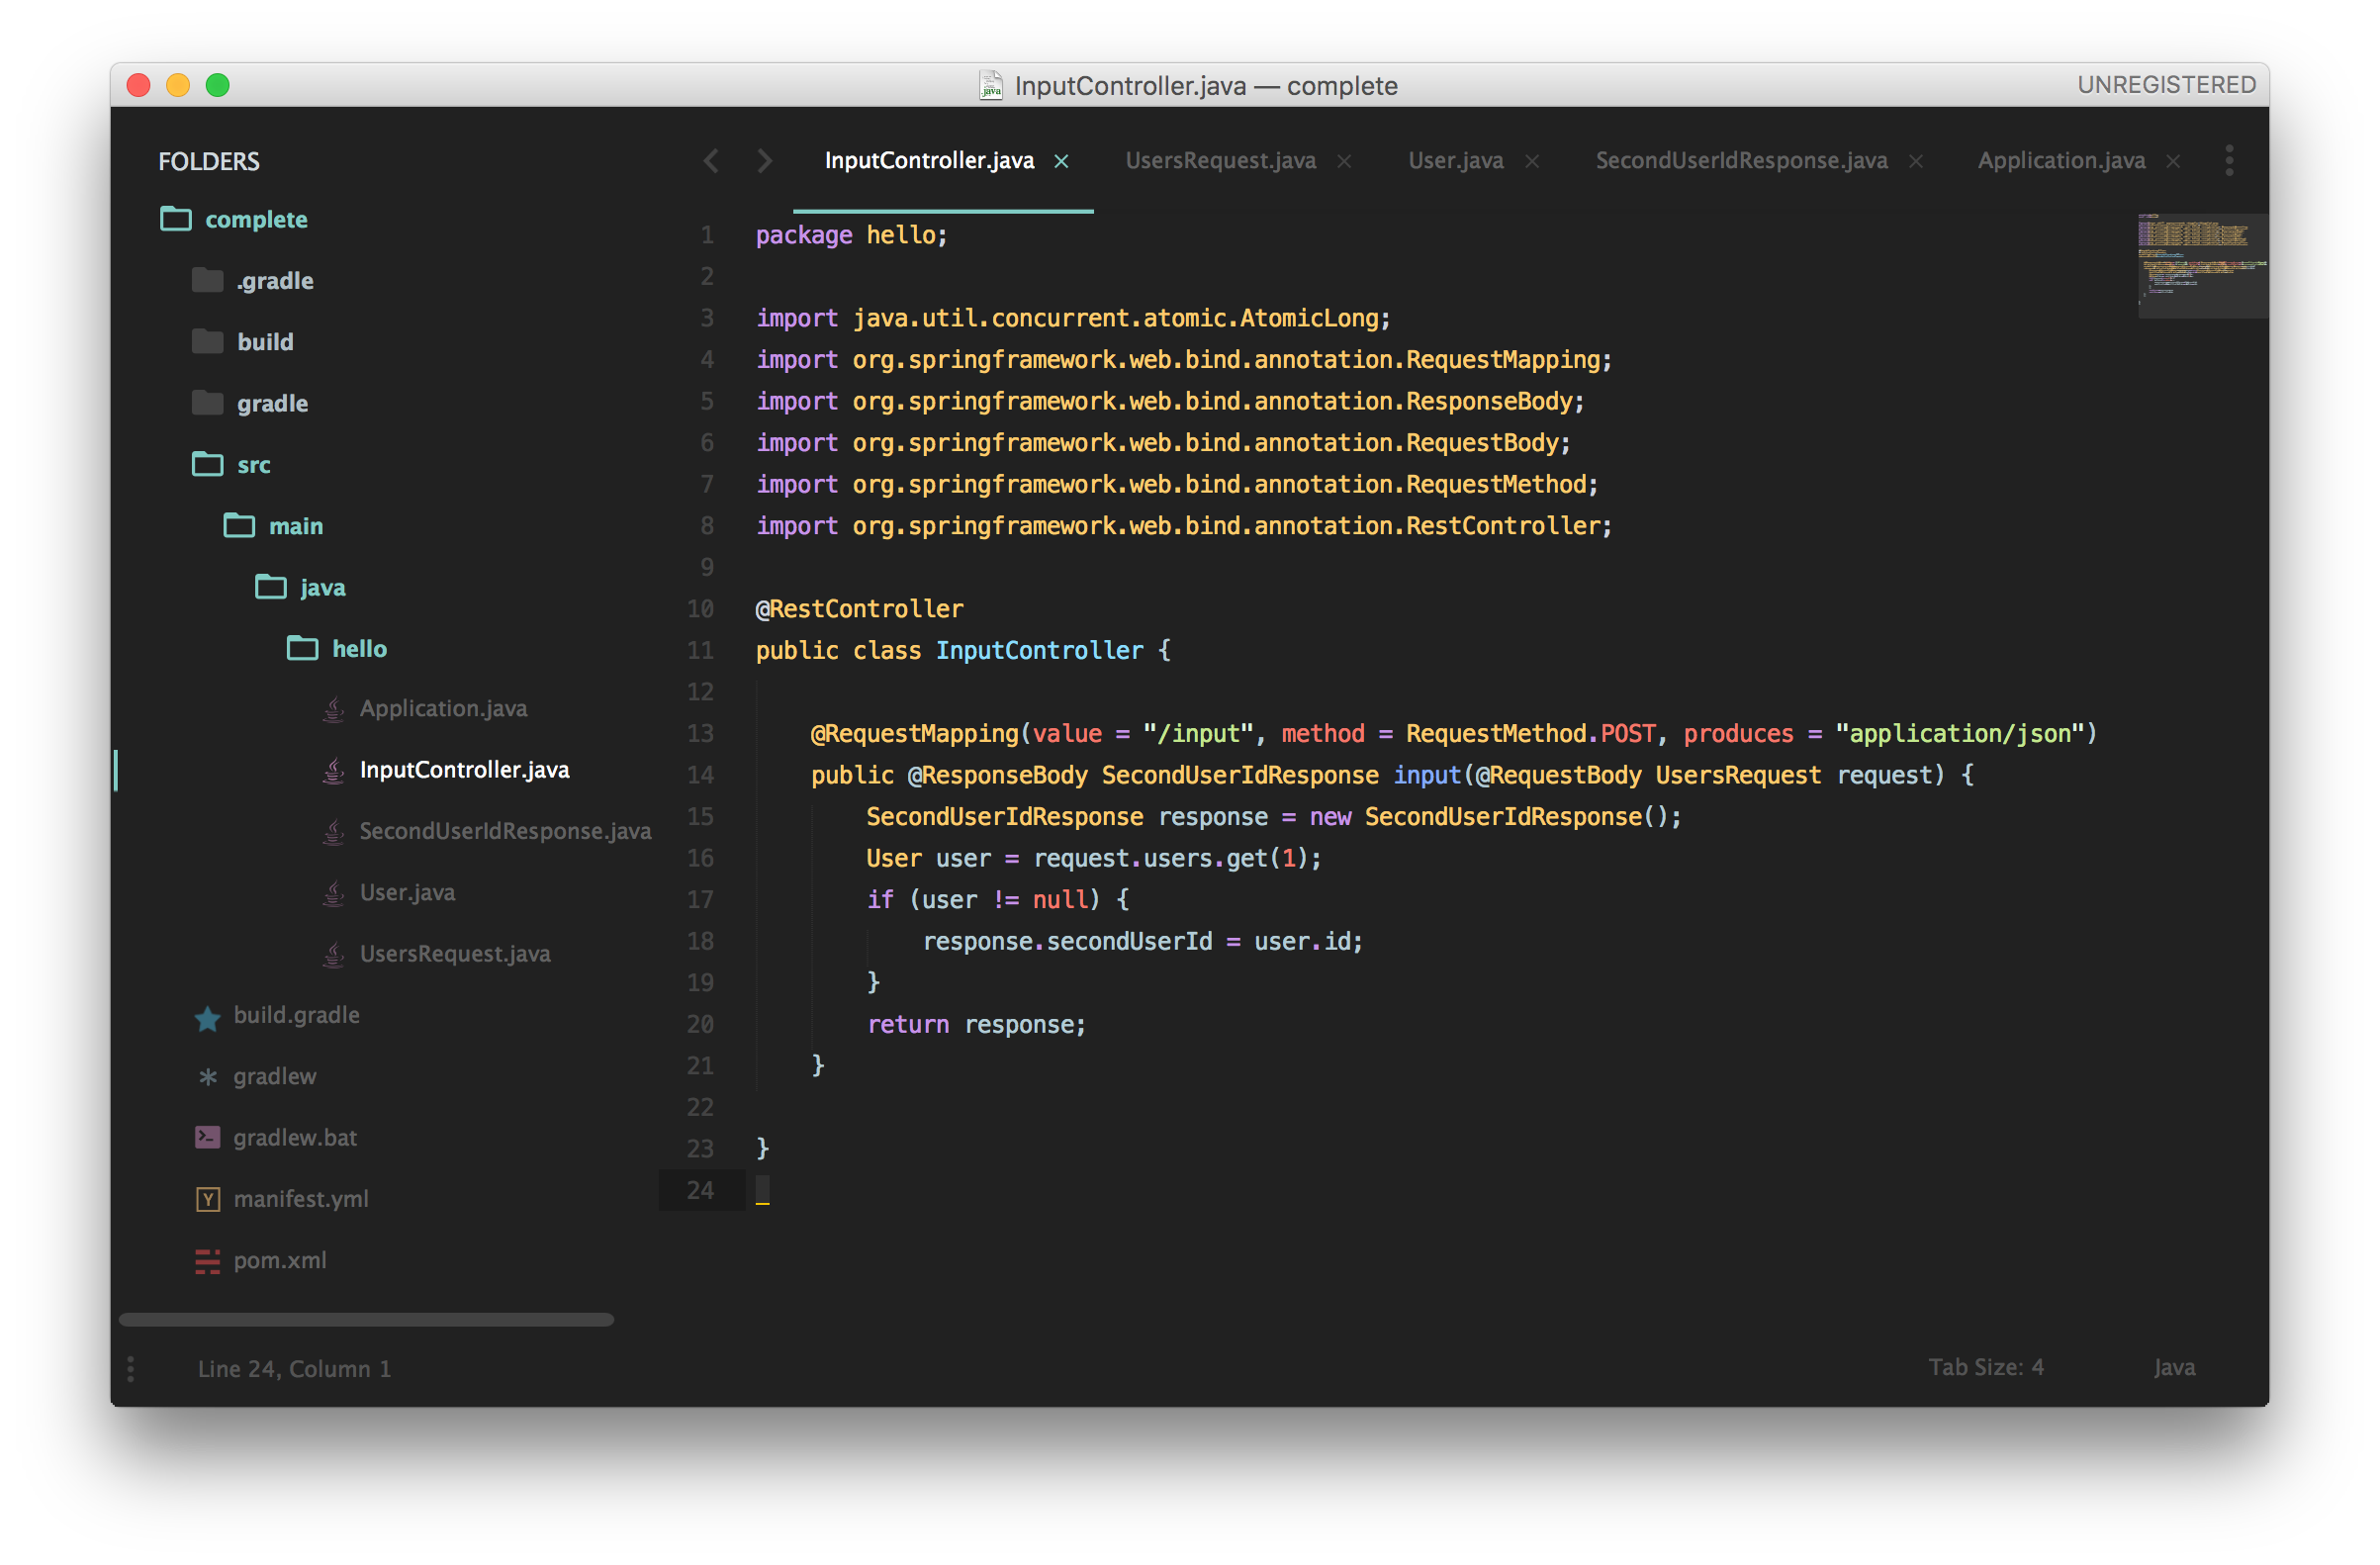 InputController.java — complete
UNREGISTERED
FOLDERS
complete
.gradle
build
gradle
src
main
java
hello
Application.java
InputController.java
SecondUserIdResponse.java
User.java
UsersRequest.java
build.gradle
gradlew
gradlew.bat
manifest.yml
pom.xml
InputController.java × UsersRequest.java × User.java × SecondUserIdResponse.java × Application.java ×
1 package hello;
2
3 import java.util.concurrent.atomic.AtomicLong;
4 import org.springframework.web.bind.annotation.RequestMapping;
5 import org.springframework.web.bind.annotation.ResponseBody;
6 import org.springframework.web.bind.annotation.RequestBody;
7 import org.springframework.web.bind.annotation.RequestMethod;
8 import org.springframework.web.bind.annotation.RestController;
9
10 @RestController
11 public class InputController {
12
13     @RequestMapping(value = "/input", method = RequestMethod.POST, produces = "application/json")
14     public @ResponseBody SecondUserIdResponse input(@RequestBody UsersRequest request) {
15         SecondUserIdResponse response = new SecondUserIdResponse();
16         User user = request.users.get(1);
17         if (user != null) {
18             response.secondUserId = user.id;
19         }
20         return response;
21     }
22
23 }
24
Line 24, Column 1
Tab Size: 4
Java